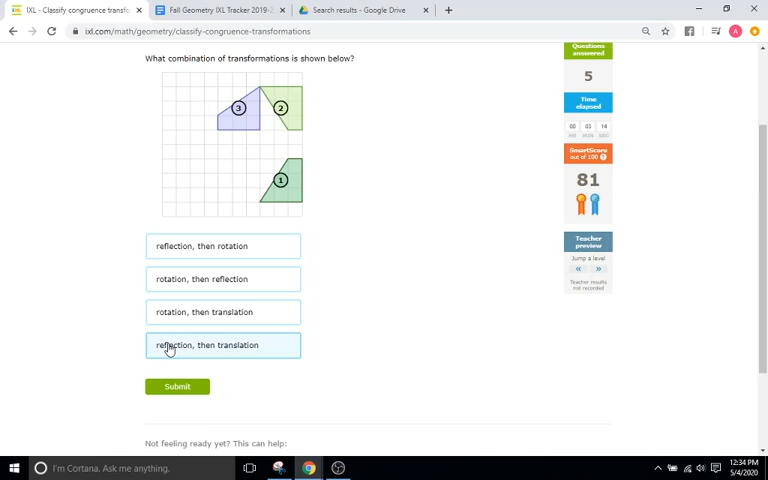 IXL - Classify congruence transfo
Fall Geometry IXL Tracker 2019-2
Search results - Google Drive
ixl.com/math/geometry/classify-congruence-transformations
A
What combination of transformations is shown below?
3
2
1
reflection, then rotation
rotation, then reflection
rotation, then translation
reflection, then translation
Submit
Not feeling ready yet? This can help:
Questions
answered
5
Time
elapsed
00 03 14
HR MIN SEC
SmartScore
out of 100 ?
81
Teacher
preview
Jump a level
Teacher results
not recorded
I'm Cortana. Ask me anything.
12:34 PM
5/4/2020